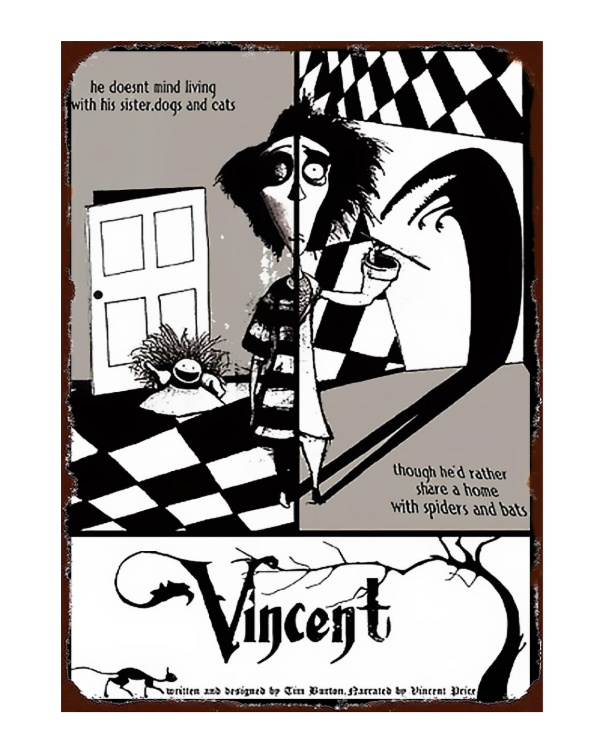 he doesnt mind living
with his sister,dogs and cats
though he'd rather
share a home
with spiders and bats
Vincent
written and designed by Tim Burton,Narrated by Vincent Price